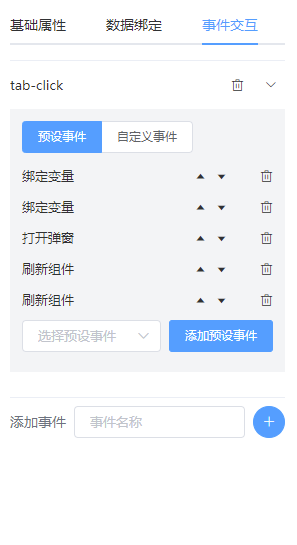 基础属性 数据绑定 事件交互
tab-click
预设事件 自定义事件
绑定变量
绑定变量
打开弹窗
刷新组件
刷新组件
选择预设事件 添加预设事件
添加事件 事件名称